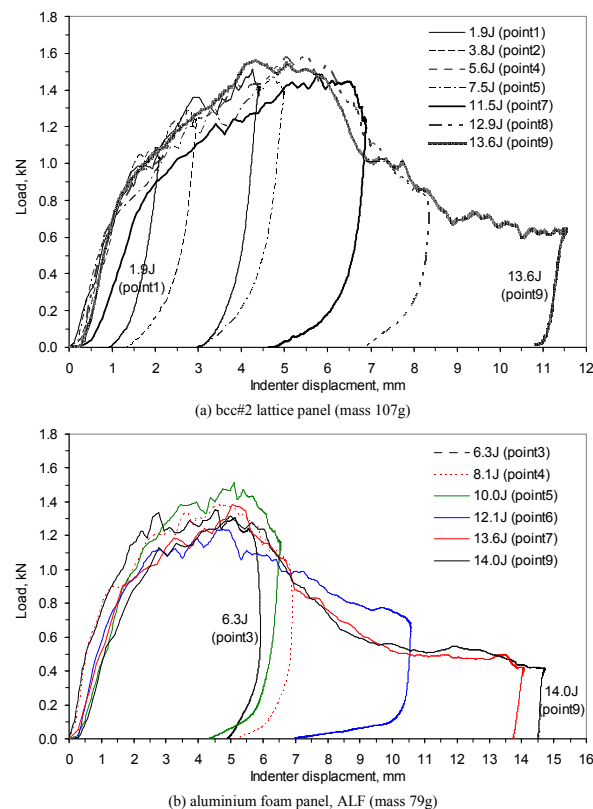 1.8
1.6
1.4
1.2
1.0
0.8
0.6
0.4
0.2
0.0
Load, kN
1.9J (point1)
3.8J (point2)
5.6J (point4)
7.5J (point5)
11.5J (point7)
12.9J (point8)
13.6J (point9)
1.9J
(point1)
13.6J
(point9)
0 1 2 3 4 5 6 7 8 9 10 11 12
Indenter displacment, mm
(a) bcc#2 lattice panel (mass 107g)
1.8
1.6
1.4
1.2
1.0
0.8
0.6
0.4
0.2
0.0
Load, kN
6.3J (point3)
8.1J (point4)
10.0J (point5)
12.1J (point6)
13.6J (point7)
14.0J (point9)
6.3J
(point3)
14.0J
(point9)
0 1 2 3 4 5 6 7 8 9 10 11 12 13 14 15 16
Indenter displacment, mm
(b) aluminium foam panel, ALF (mass 79g)